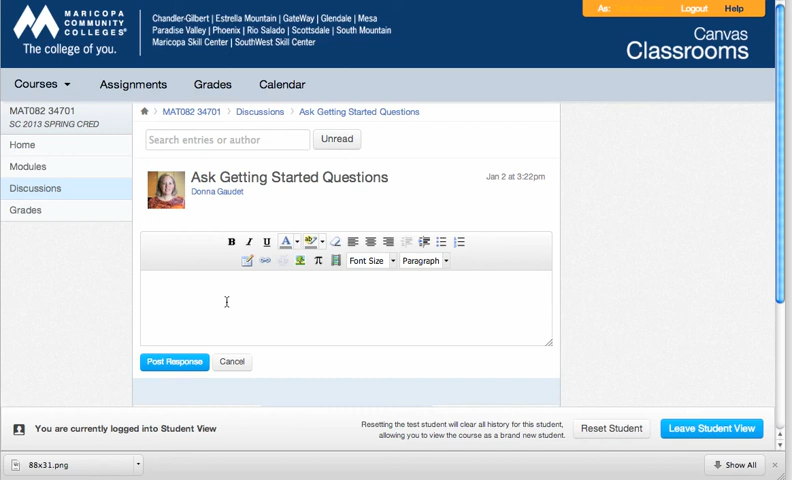 MARICOPA
COMMUNITY
COLLEGES®
The college of you.
Chandler-Gilbert | Estrella Mountain | GateWay | Glendale | Mesa
Paradise Valley | Phoenix | Rio Salado | Scottsdale | South Mountain
Maricopa Skill Center | SouthWest Skill Center
As:
Logout
Help
Canvas
Classrooms
Courses
Assignments
Grades
Calendar
MAT082 34701
SC 2013 SPRING CRED
Home
Modules
Discussions
Grades
MAT082 34701
Discussions
Ask Getting Started Questions
Search entries or author
Unread
Ask Getting Started Questions
Jan 2 at 3:22pm
Donna Gaudet
B I U A ab
π Font Size Paragraph
Post Response
Cancel
You are currently logged into Student View
Resetting the test student will clear all history for this student,
allowing you to view the course as a brand new student.
Reset Student
Leave Student View
88x31.png
Show All